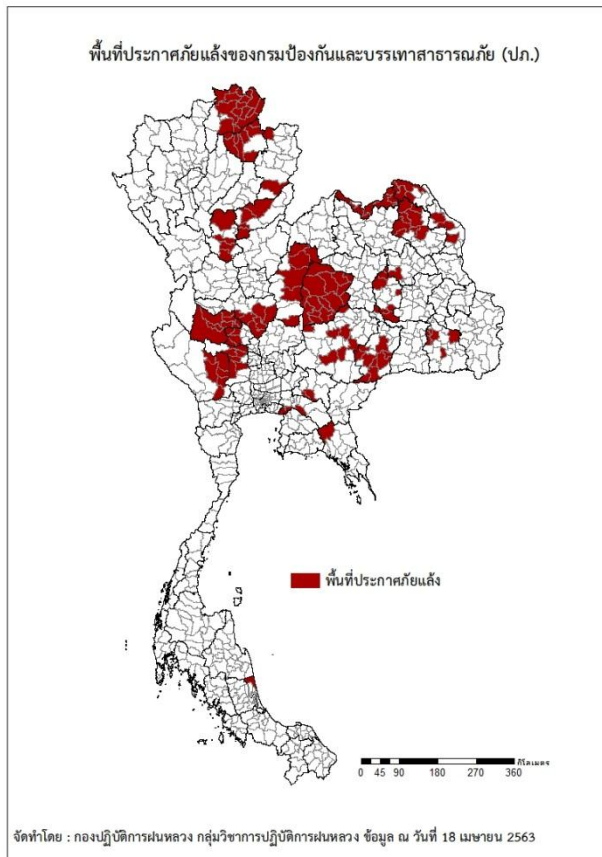 พื้นที่ประกาศภัยแล้งของกรมป้องกันและบรรเทาสาธารณภัย (ปภ.)
พื้นที่ประกาศภัยแล้ง
กิโลเมตร
0 45 90 180 270 360
จัดทำโดย : กองปฏิบัติการฝนหลวง กลุ่มวิชาการปฏิบัติการฝนหลวง ข้อมูล ณ วันที่ 18 เมษายน 2563